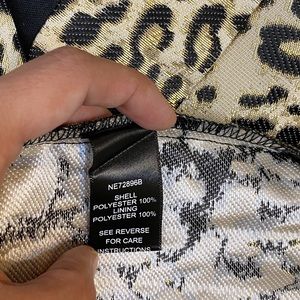 NE72896B
SHELL
POLYESTER 100%
LINING
POLYESTER 100%
SEE REVERSE
FOR CARE
INSTRUCTIONS